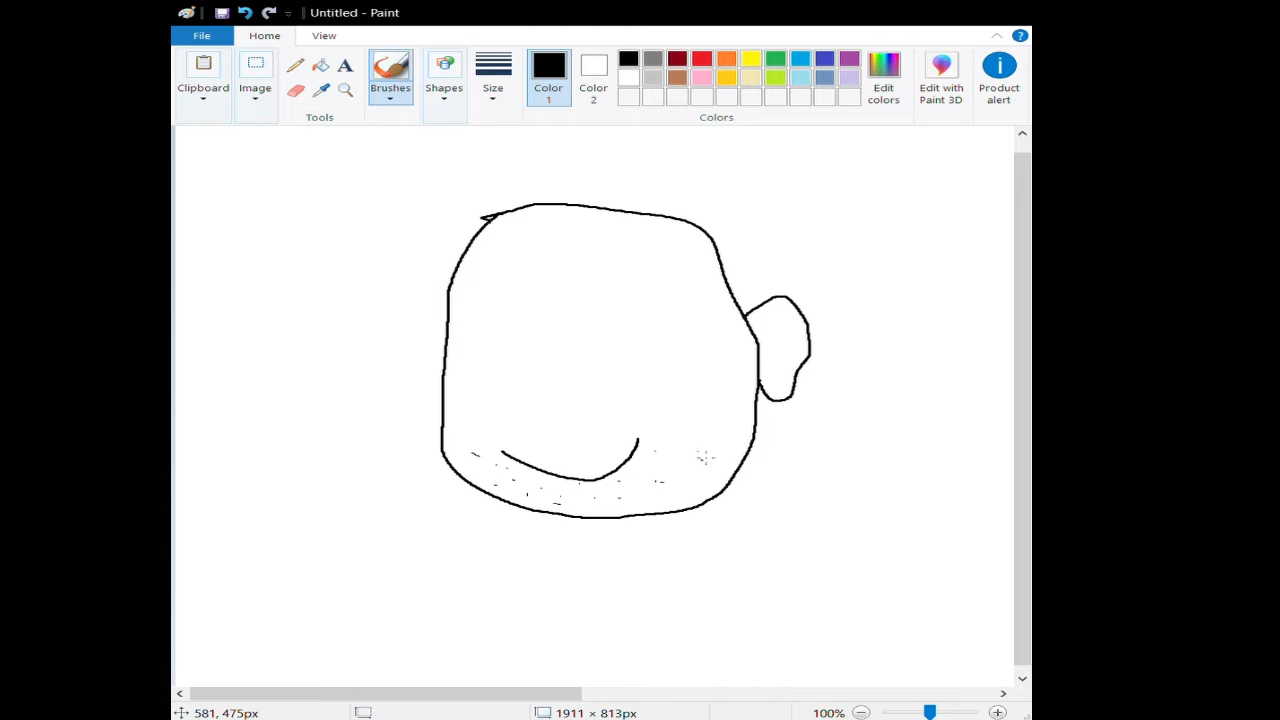 Untitled - Paint
File Home View
Clipboard Image Brushes Shapes Size Color 1 Color 2 Edit colors Edit with Paint 3D Product alert
Tools Colors
581, 475px 1911 × 813px 100%